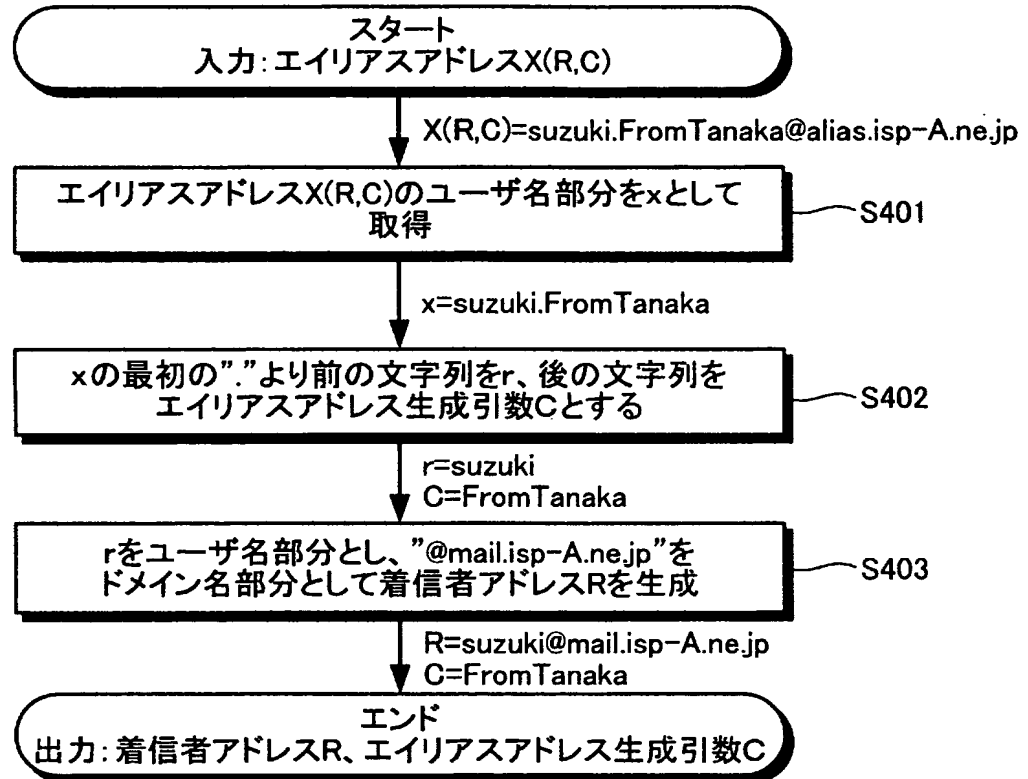 スタート
入力:エイリアスアドレスX(R,C)
X(R,C)=suzuki.FromTanaka@alias.isp-A.ne.jp
エイリアスアドレスX(R,C)のユーザ名部分をxとして
取得
S401
x=suzuki.FromTanaka
xの最初の”.”より前の文字列をr、後の文字列を
エイリアスアドレス生成引数Cとする
S402
r=suzuki
C=FromTanaka
rをユーザ名部分とし、”@mail.isp-A.ne.jp”を
ドメイン名部分として着信者アドレスRを生成
S403
R=suzuki@mail.isp-A.ne.jp
C=FromTanaka
エンド
出力:着信者アドレスR、エイリアスアドレス生成引数C